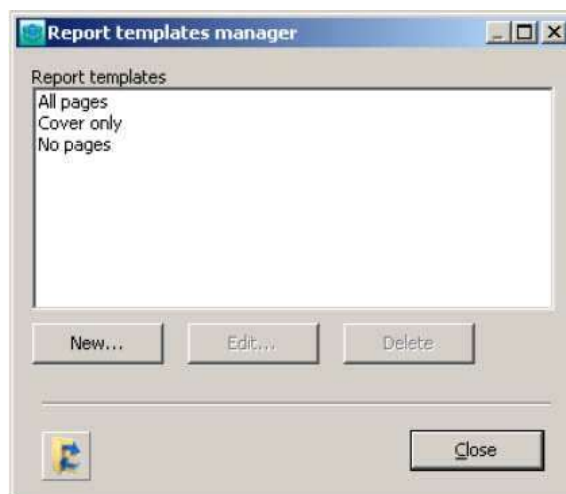 Report templates manager
Report templates
All pages
Cover only
No pages
New... Edit... Delete
Close